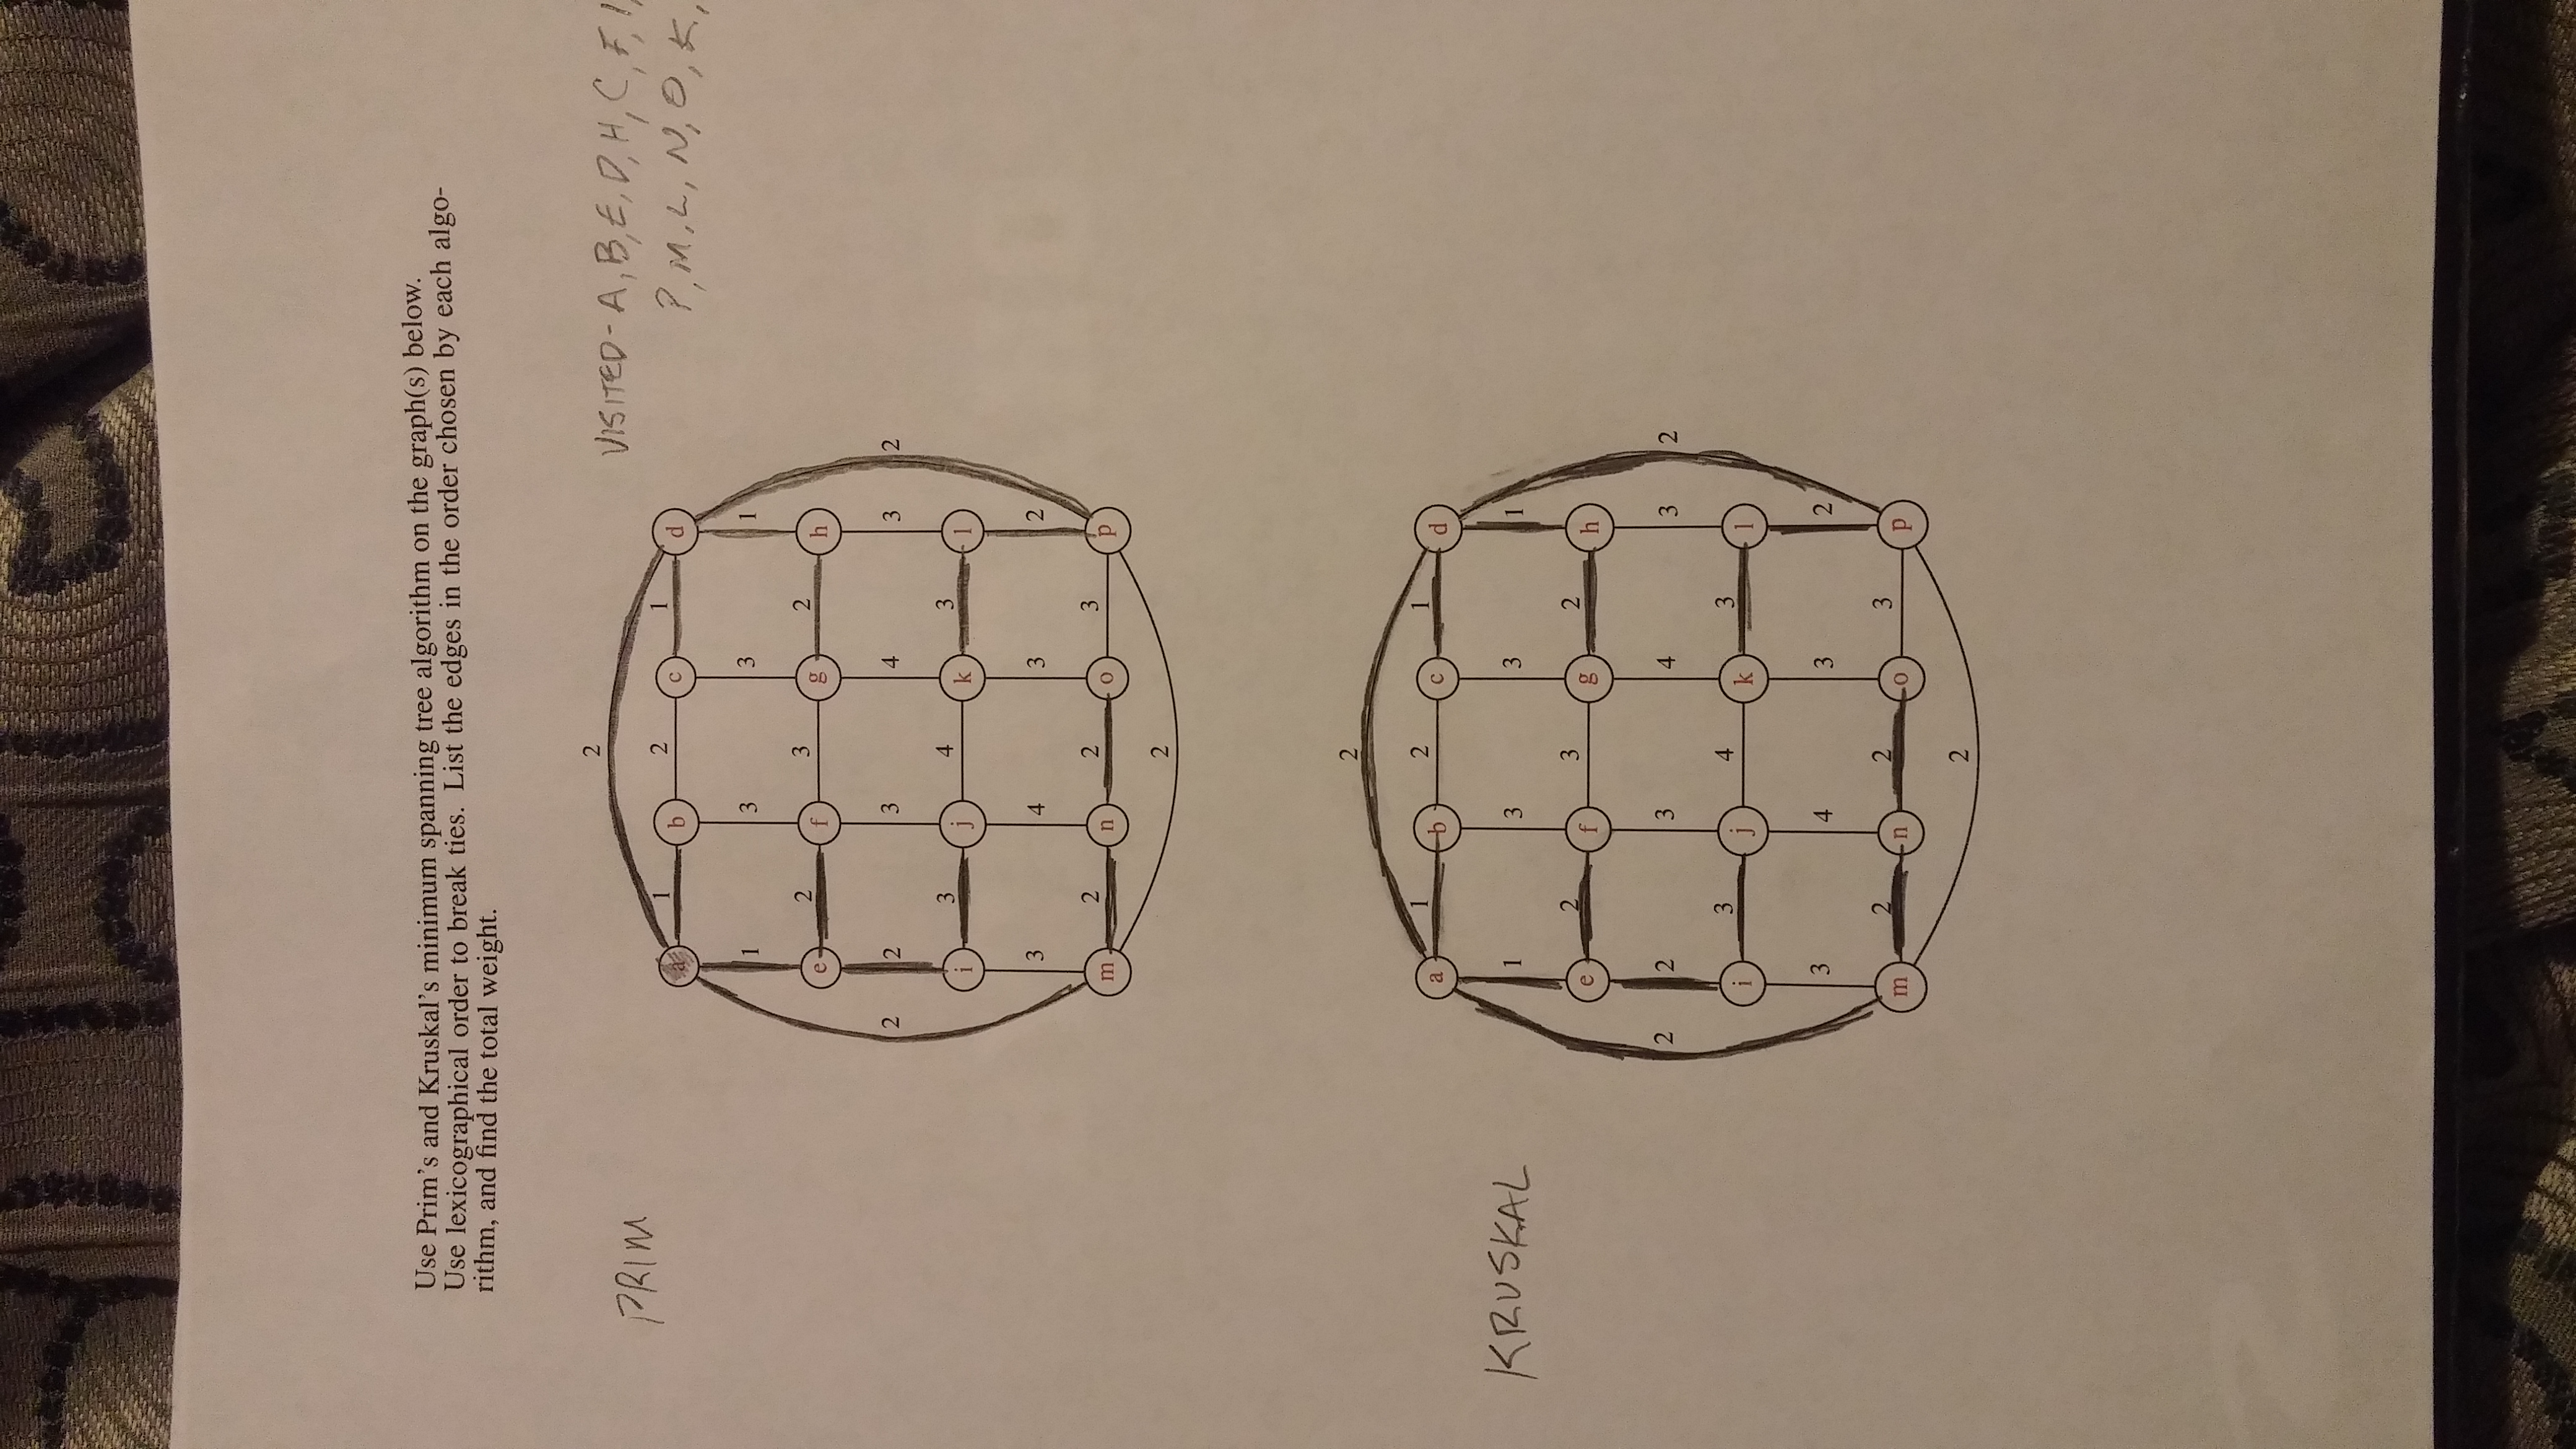 Use Prim's and Kruskal's minimum spanning tree algorithm on the graph(s) below.
Use lexicographical order to break ties. List the edges in the order chosen by each algo-
rithm, and find the total weight.
PRIM
VISITED - A, B, E, D, H, C, F, I,
P, M, L, N, O, K,
2
a 1 b 2 c 1 d
1 3 3 1
e 2 f 3 g 2 h
2 2 3 4 3 2
i 3 j 4 k 3 l
3 4 3 2
m 2 n 2 o 3 p
2
KRUSKAL
2
a 1 b 2 c 1 d
1 3 3 1
e 2 f 3 g 2 h
2 2 3 4 3 2
i 3 j 4 k 3 l
3 4 3 2
m 2 n 2 o 3 p
2